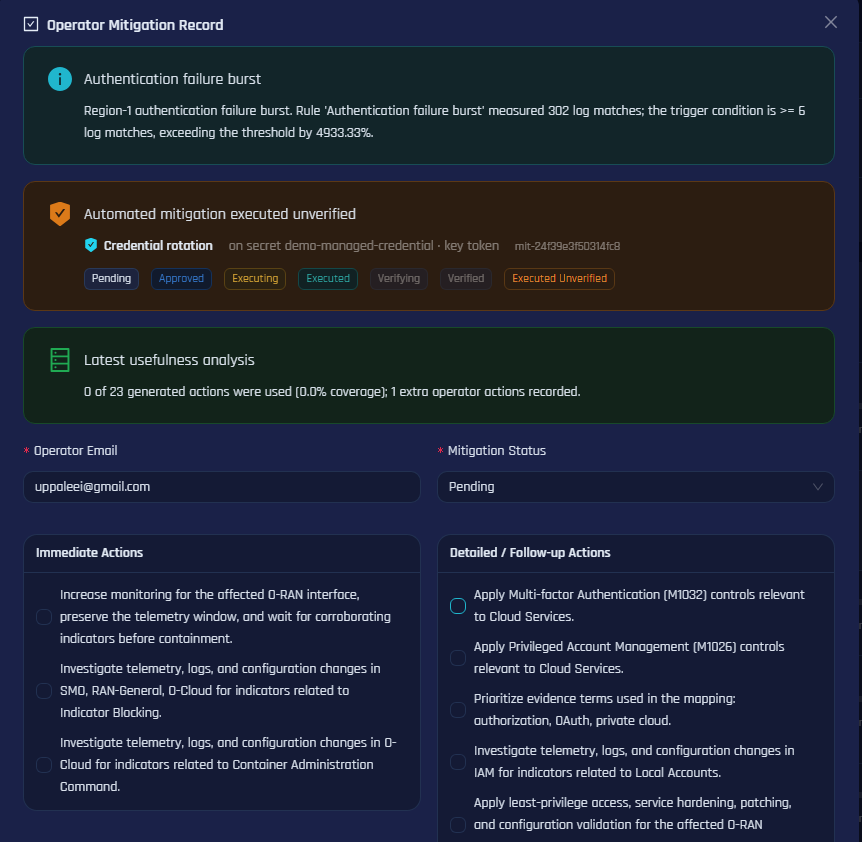 Operator Mitigation Record
Authentication failure burst
Region-1 authentication failure burst. Rule 'Authentication failure burst' measured 302 log matches; the trigger condition is >= 6
log matches, exceeding the threshold by 4933.33%.
Automated mitigation executed unverified
Credential rotation on secret demo-managed-credential · key token mit-24f39e3f50314fc8
Pending Approved Executing Executed Verifying Verified Executed Unverified
Latest usefulness analysis
0 of 23 generated actions were used (0.0% coverage); 1 extra operator actions recorded.
* Operator Email
uppaleei@gmail.com
* Mitigation Status
Pending
Immediate Actions
Increase monitoring for the affected O-RAN interface,
preserve the telemetry window, and wait for corroborating
indicators before containment.
Investigate telemetry, logs, and configuration changes in
SMO, RAN-General, O-Cloud for indicators related to
Indicator Blocking.
Investigate telemetry, logs, and configuration changes in O-
Cloud for indicators related to Container Administration
Command.
Detailed / Follow-up Actions
Apply Multi-factor Authentication (M1032) controls relevant
to Cloud Services.
Apply Privileged Account Management (M1026) controls
relevant to Cloud Services.
Prioritize evidence terms used in the mapping:
authorization, OAuth, private cloud.
Investigate telemetry, logs, and configuration changes in
IAM for indicators related to Local Accounts.
Apply least-privilege access, service hardening, patching,
and configuration validation for the affected O-RAN